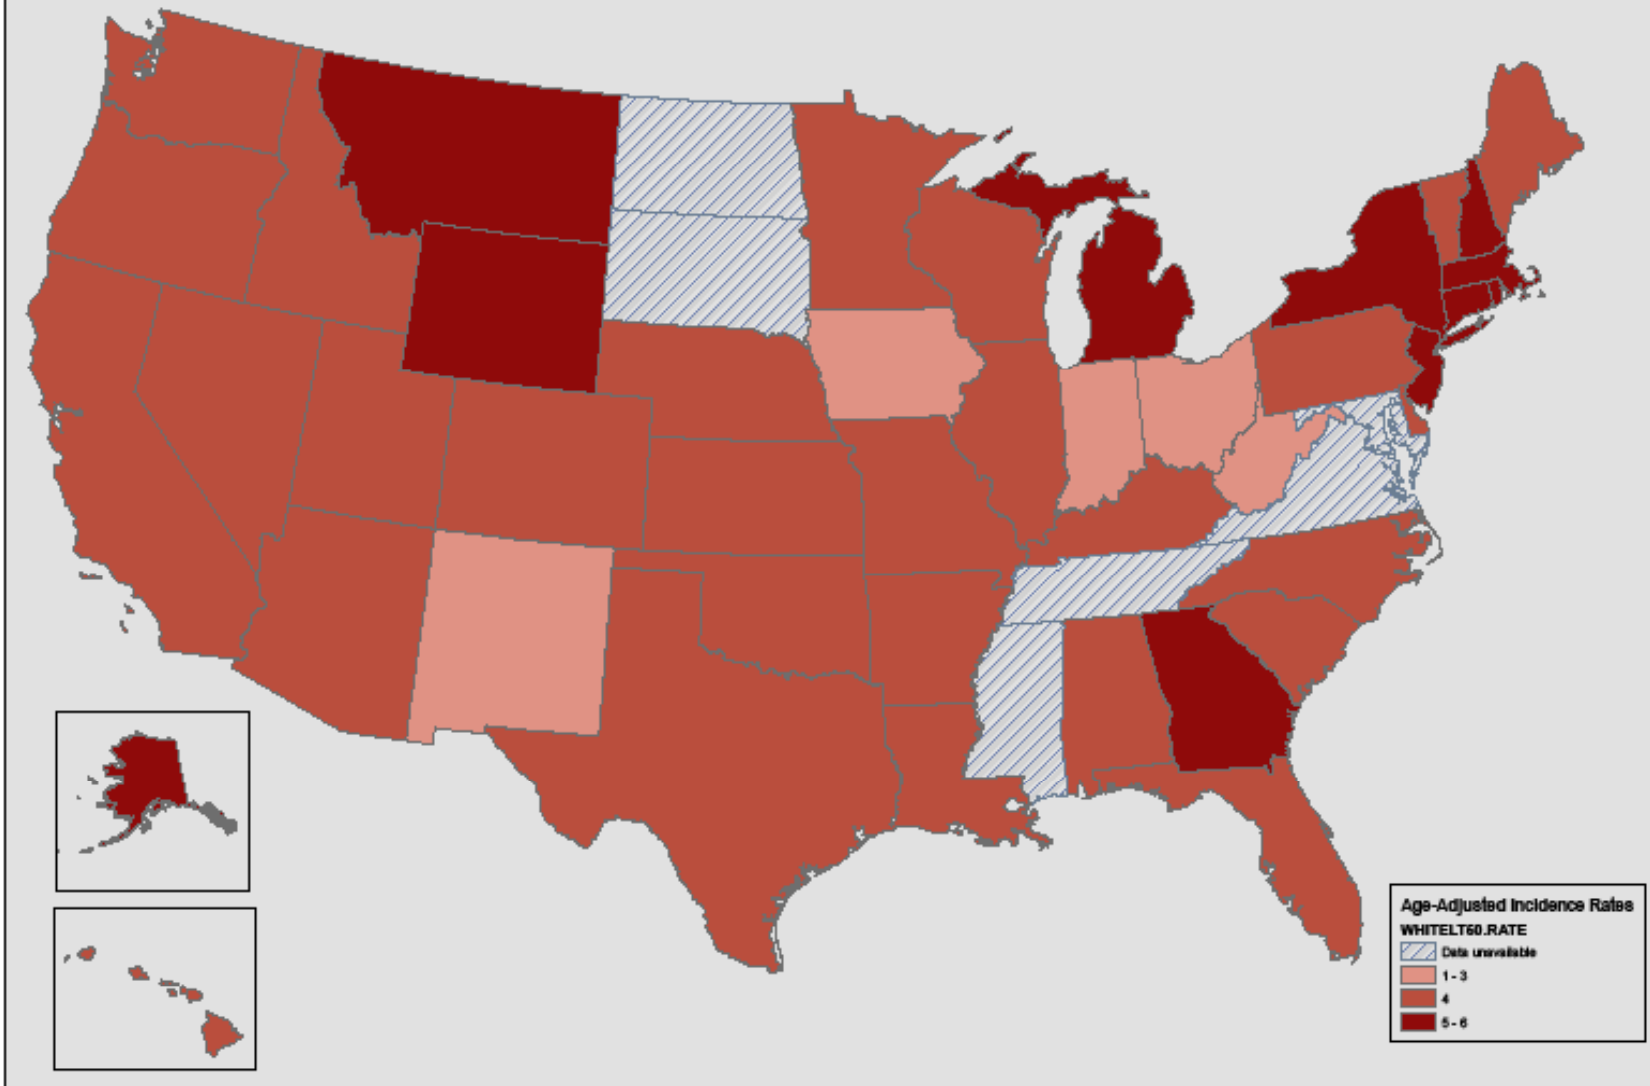 Age-Adjusted Incidence Rates
WHITELT60.RATE
Data unavailable
1 - 3
4
5 - 6